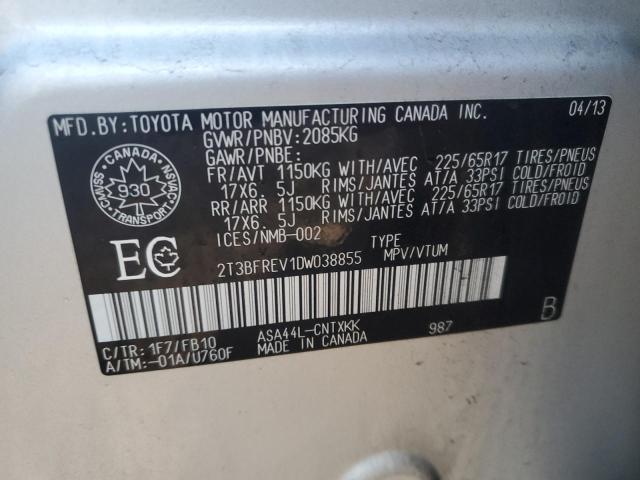 MFD.BY:TOYOTA MOTOR MANUFACTURING CANADA INC. 04/13
GVWR/PNBV:2085KG
GAWR/PNBE:
FR/AVT 1150KG WITH/AVEC 225/65R17 TIRES/PNEUS
17X6. 5J RIMS/JANTES AT/A 33PSI COLD/FROID
RR/ARR 1150KG WITH/AVEC 225/65R17 TIRES/PNEUS
17X6. 5J RIMS/JANTES AT/A 33PSI COLD/FROID
ICES/NMB-002 TYPE
2T3BFREV1DW038855 MPV/VTUM
CANADA
CMVSS 930 NSVAC
TRANSPORT
EC
B
C/TR: 1F7/FB10 ASA44L-CNTXKK 987
A/TM:-01A/U760F MADE IN CANADA